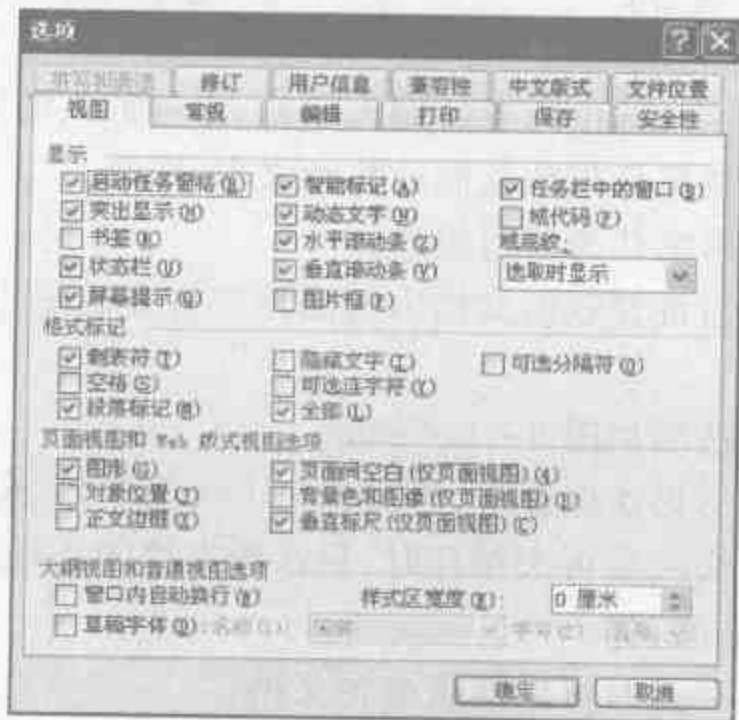 选项
拼写和语法 修订 用户信息 兼容性 中文版式 文件位置
视图 常规 编辑 打印 保存 安全性
显示
启动任务窗格(K) 智能标记(A) 任务栏中的窗口(B)
突出显示(H) 动态文字(N) 域代码(F)
书签(K) 水平滚动条(Z) 域底纹:
状态栏(U) 垂直滚动条(V) 选取时显示
屏幕提示(Q) 图片框(P)
格式标记
制表符(T) 隐藏文字(I) 可选分隔符(O)
空格(S) 可选连字符(Y)
段落标记(M) 全部(L)
页面视图和 Web 版式视图选项
图形(G) 页面间空白(仅页面视图)(4)
对象位置(J) 背景色和图像(仅页面视图)
正文边框(X) 垂直标尺(仅页面视图)(C)
大纲视图和普通视图选项
窗口内自动换行(W) 样式区宽度(E): 0 厘米
草稿字体(D): 名称
确定 取消